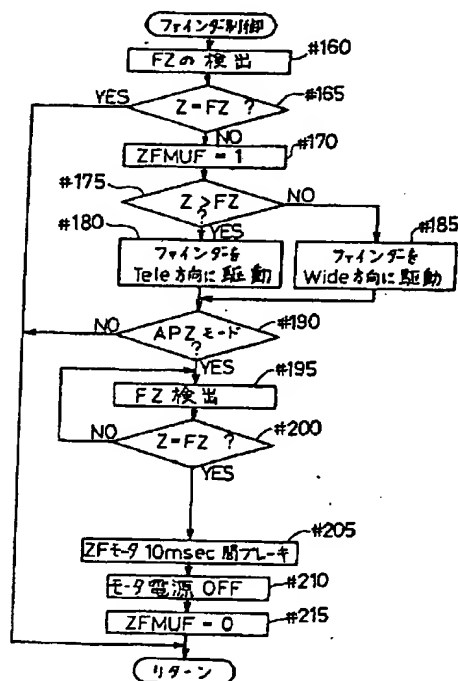 ファインダー制御
#160
FZの検出
YES
#165
Z=FZ ?
NO
#170
ZFMUF = 1
#175
Z>FZ
?
NO
#180
YES
#185
ファインダーを
Tele方向に駆動
ファインダーを
Wide方向に駆動
#190
NO
APZモード
?
YES
#195
FZ 検出
#200
NO
Z=FZ ?
YES
#205
ZFモータ 10msec 間ブレーキ
#210
モータ電源 OFF
#215
ZFMUF = 0
リターン